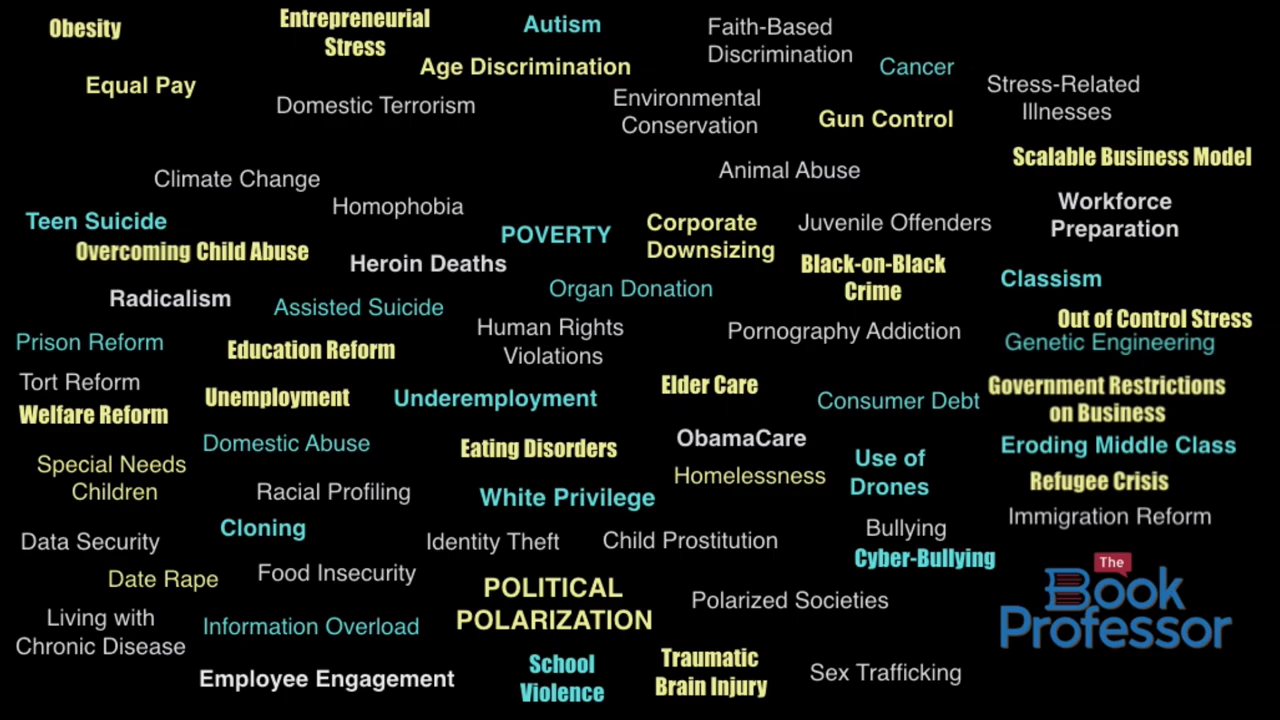 Obesity
Entrepreneurial
Stress
Autism
Faith-Based
Discrimination
Age Discrimination
Cancer
Equal Pay
Domestic Terrorism
Environmental
Conservation
Gun Control
Stress-Related
Illnesses
Scalable Business Model
Animal Abuse
Climate Change
Homophobia
Workforce
Preparation
Teen Suicide
Overcoming Child Abuse
POVERTY
Corporate
Downsizing
Juvenile Offenders
Heroin Deaths
Black-on-Black
Crime
Classism
Radicalism
Assisted Suicide
Organ Donation
Out of Control Stress
Prison Reform
Education Reform
Human Rights
Violations
Pornography Addiction
Genetic Engineering
Tort Reform
Welfare Reform
Unemployment
Underemployment
Elder Care
Consumer Debt
Government Restrictions
on Business
Domestic Abuse
Eating Disorders
ObamaCare
Eroding Middle Class
Special Needs
Children
Racial Profiling
White Privilege
Homelessness
Use of
Drones
Refugee Crisis
Immigration Reform
Data Security
Cloning
Identity Theft
Child Prostitution
Bullying
Cyber-Bullying
Date Rape
Food Insecurity
POLITICAL
POLARIZATION
Polarized Societies
The
Book
Professor
Living with
Chronic Disease
Information Overload
Employee Engagement
School
Violence
Traumatic
Brain Injury
Sex Trafficking